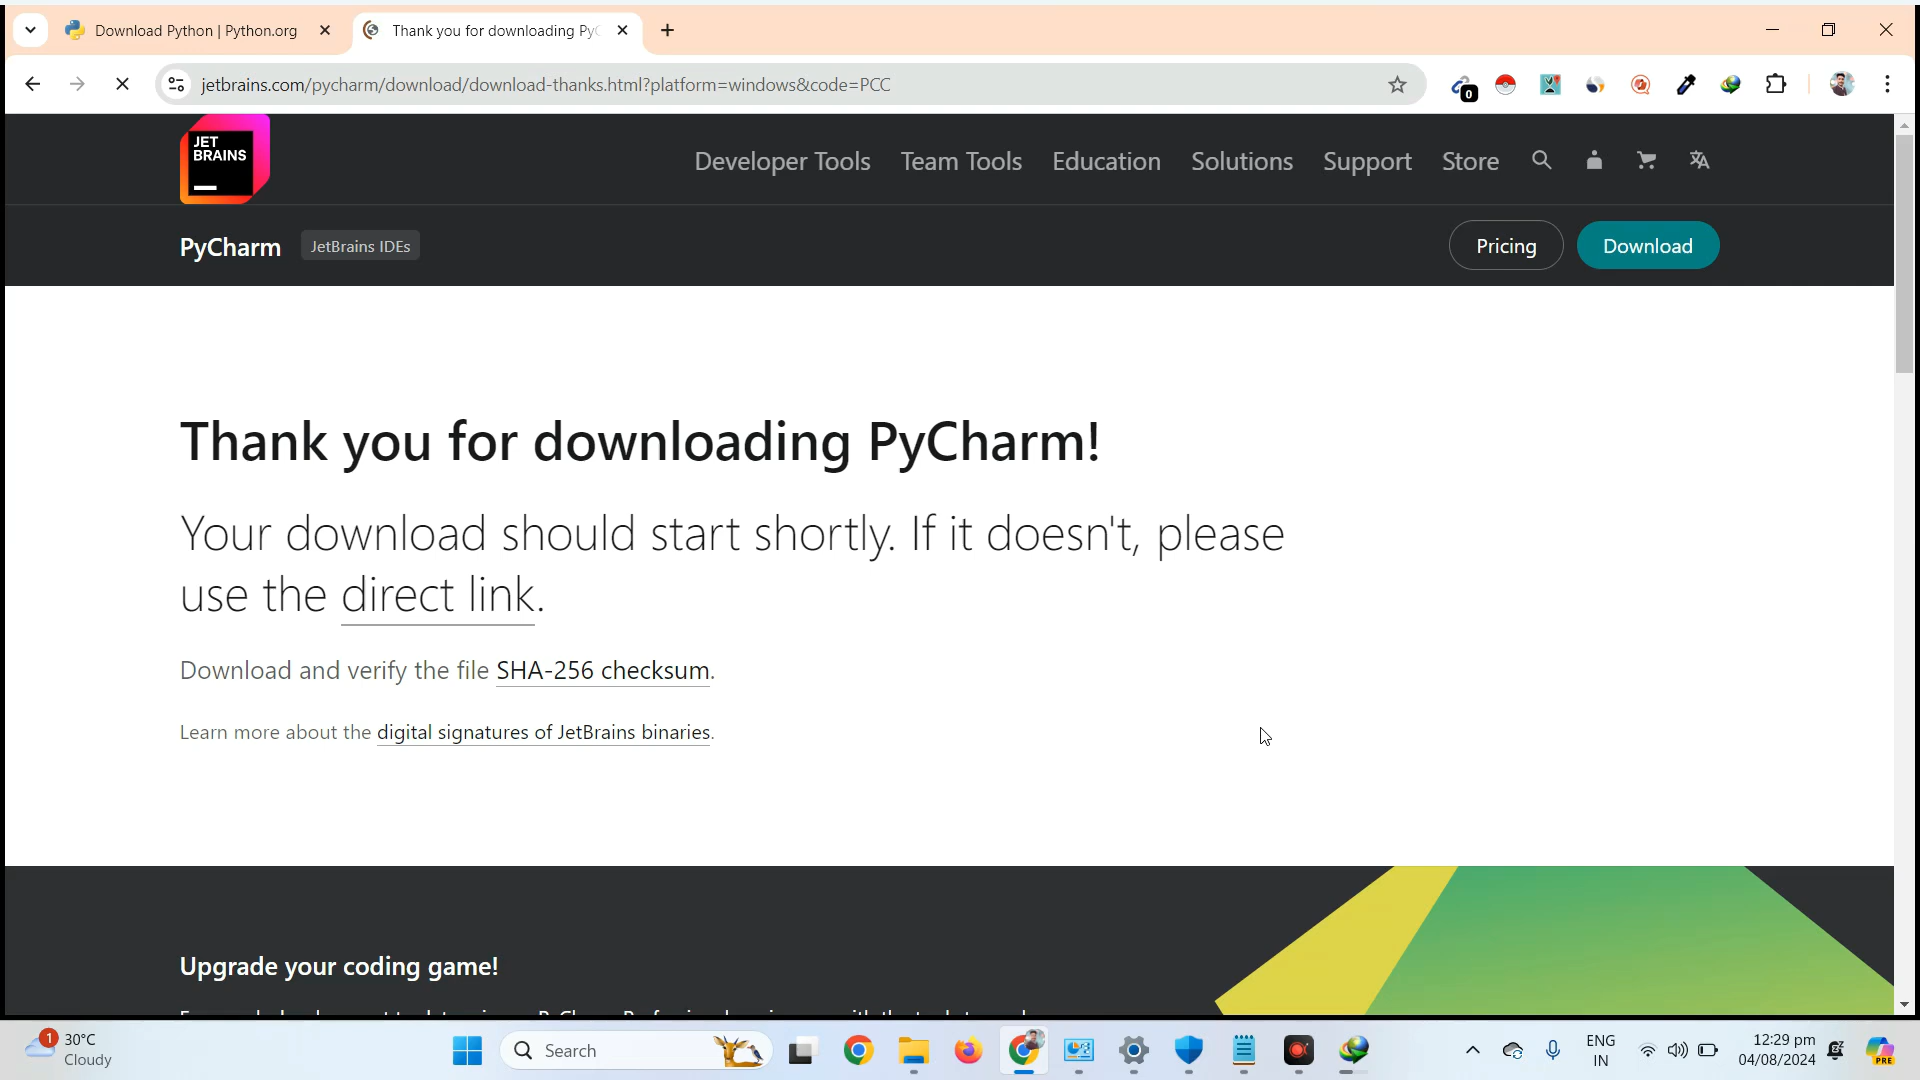 Download Python | Python.org
Thank you for downloading PyC
jetbrains.com/pycharm/download/download-thanks.html?platform=windows&code=PCC
0
JET
BRAINS
Developer Tools Team Tools Education Solutions Support Store
PyCharm JetBrains IDEs Pricing Download
Thank you for downloading PyCharm!
Your download should start shortly. If it doesn't, please
use the direct link.
Download and verify the file SHA-256 checksum.
Learn more about the digital signatures of JetBrains binaries.
Upgrade your coding game!
1
30°C
Cloudy
Search
ENG
IN
12:29 pm
04/08/2024
PRE